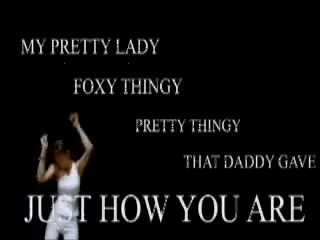 MY PRETTY LADY
FOXY THINGY
PRETTY THINGY
THAT DADDY GAVE
JUST HOW YOU ARE